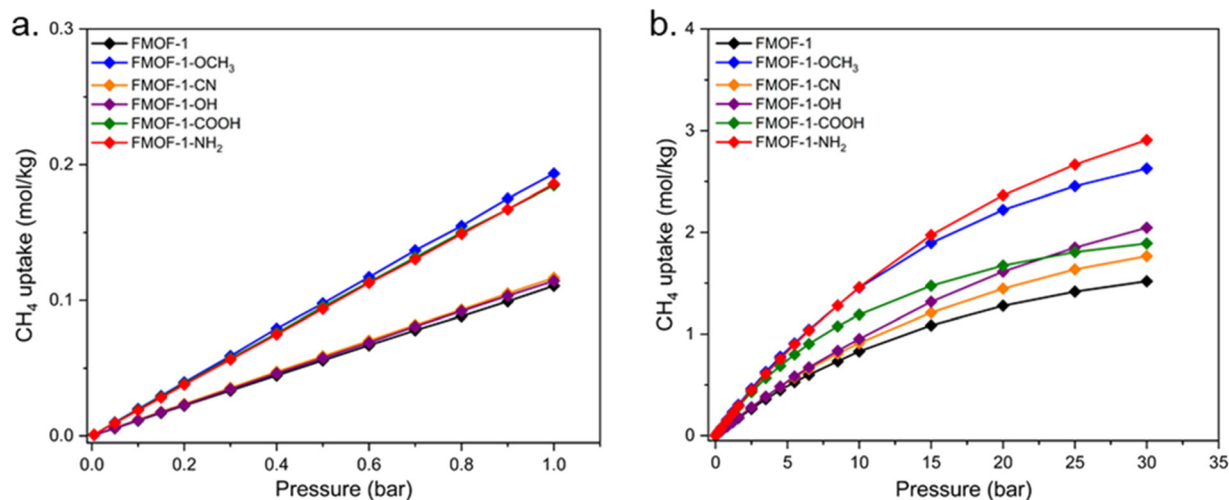 a.
0.3
0.2
0.1
0.0
CH₄ uptake (mol/kg)
FMOF-1
FMOF-1-OCH₃
FMOF-1-CN
FMOF-1-OH
FMOF-1-COOH
FMOF-1-NH₂
0.0 0.2 0.4 0.6 0.8 1.0
Pressure (bar)
b.
4
3
2
1
0
CH₄ uptake (mol/kg)
FMOF-1
FMOF-1-OCH₃
FMOF-1-CN
FMOF-1-OH
FMOF-1-COOH
FMOF-1-NH₂
0 5 10 15 20 25 30 35
Pressure (bar)